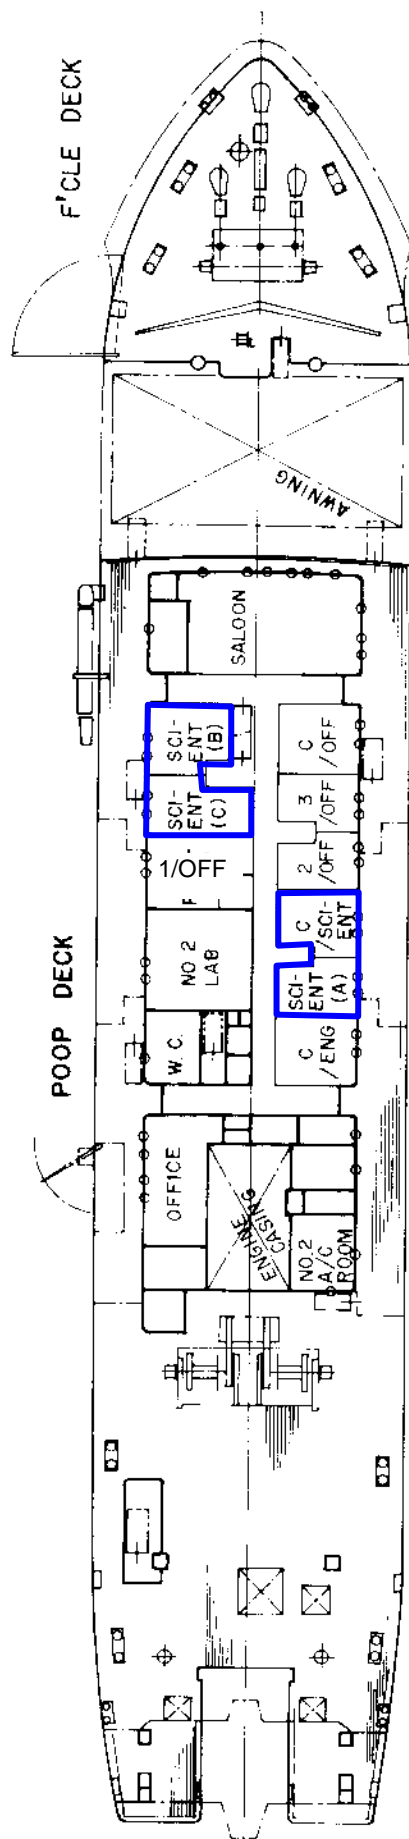 F'CLE DECK
AWNING
SALOON
SCI-
ENT
(B)
C
/OFF
SCI-
ENT
(C)
3
/OFF
1/OFF
2
/OFF
POOP DECK
NO.2
LAB
C
/SCI-
ENT
SCI-
ENT
(A)
W.C.
C
/ENG
OFFICE
ENGINE
CASING
NO.2
A/C
ROOM